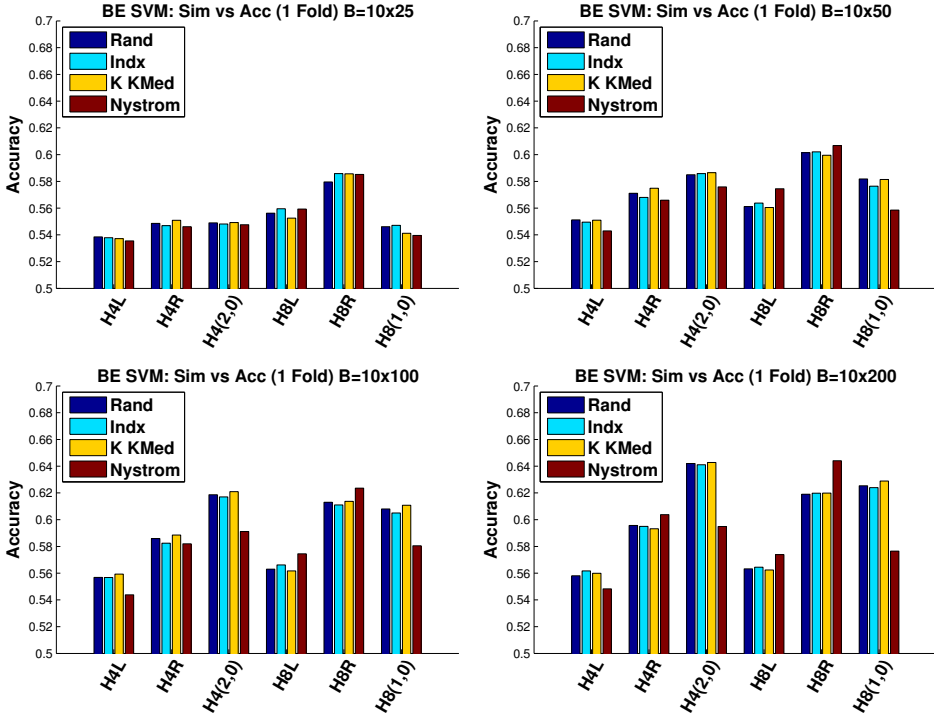 BE SVM: Sim vs Acc (1 Fold) B=10x25
0.7
0.68
0.66
0.64
0.62
0.6
0.58
0.56
0.54
0.52
0.5
Accuracy
Rand
Indx
K KMed
Nystrom
H4L
H4R
H4(2,0)
H8L
H8R
H8(1,0)
BE SVM: Sim vs Acc (1 Fold) B=10x50
0.7
0.68
0.66
0.64
0.62
0.6
0.58
0.56
0.54
0.52
0.5
Accuracy
Rand
Indx
K KMed
Nystrom
H4L
H4R
H4(2,0)
H8L
H8R
H8(1,0)
BE SVM: Sim vs Acc (1 Fold) B=10x100
0.7
0.68
0.66
0.64
0.62
0.6
0.58
0.56
0.54
0.52
0.5
Accuracy
Rand
Indx
K KMed
Nystrom
H4L
H4R
H4(2,0)
H8L
H8R
H8(1,0)
BE SVM: Sim vs Acc (1 Fold) B=10x200
0.7
0.68
0.66
0.64
0.62
0.6
0.58
0.56
0.54
0.52
0.5
Accuracy
Rand
Indx
K KMed
Nystrom
H4L
H4R
H4(2,0)
H8L
H8R
H8(1,0)